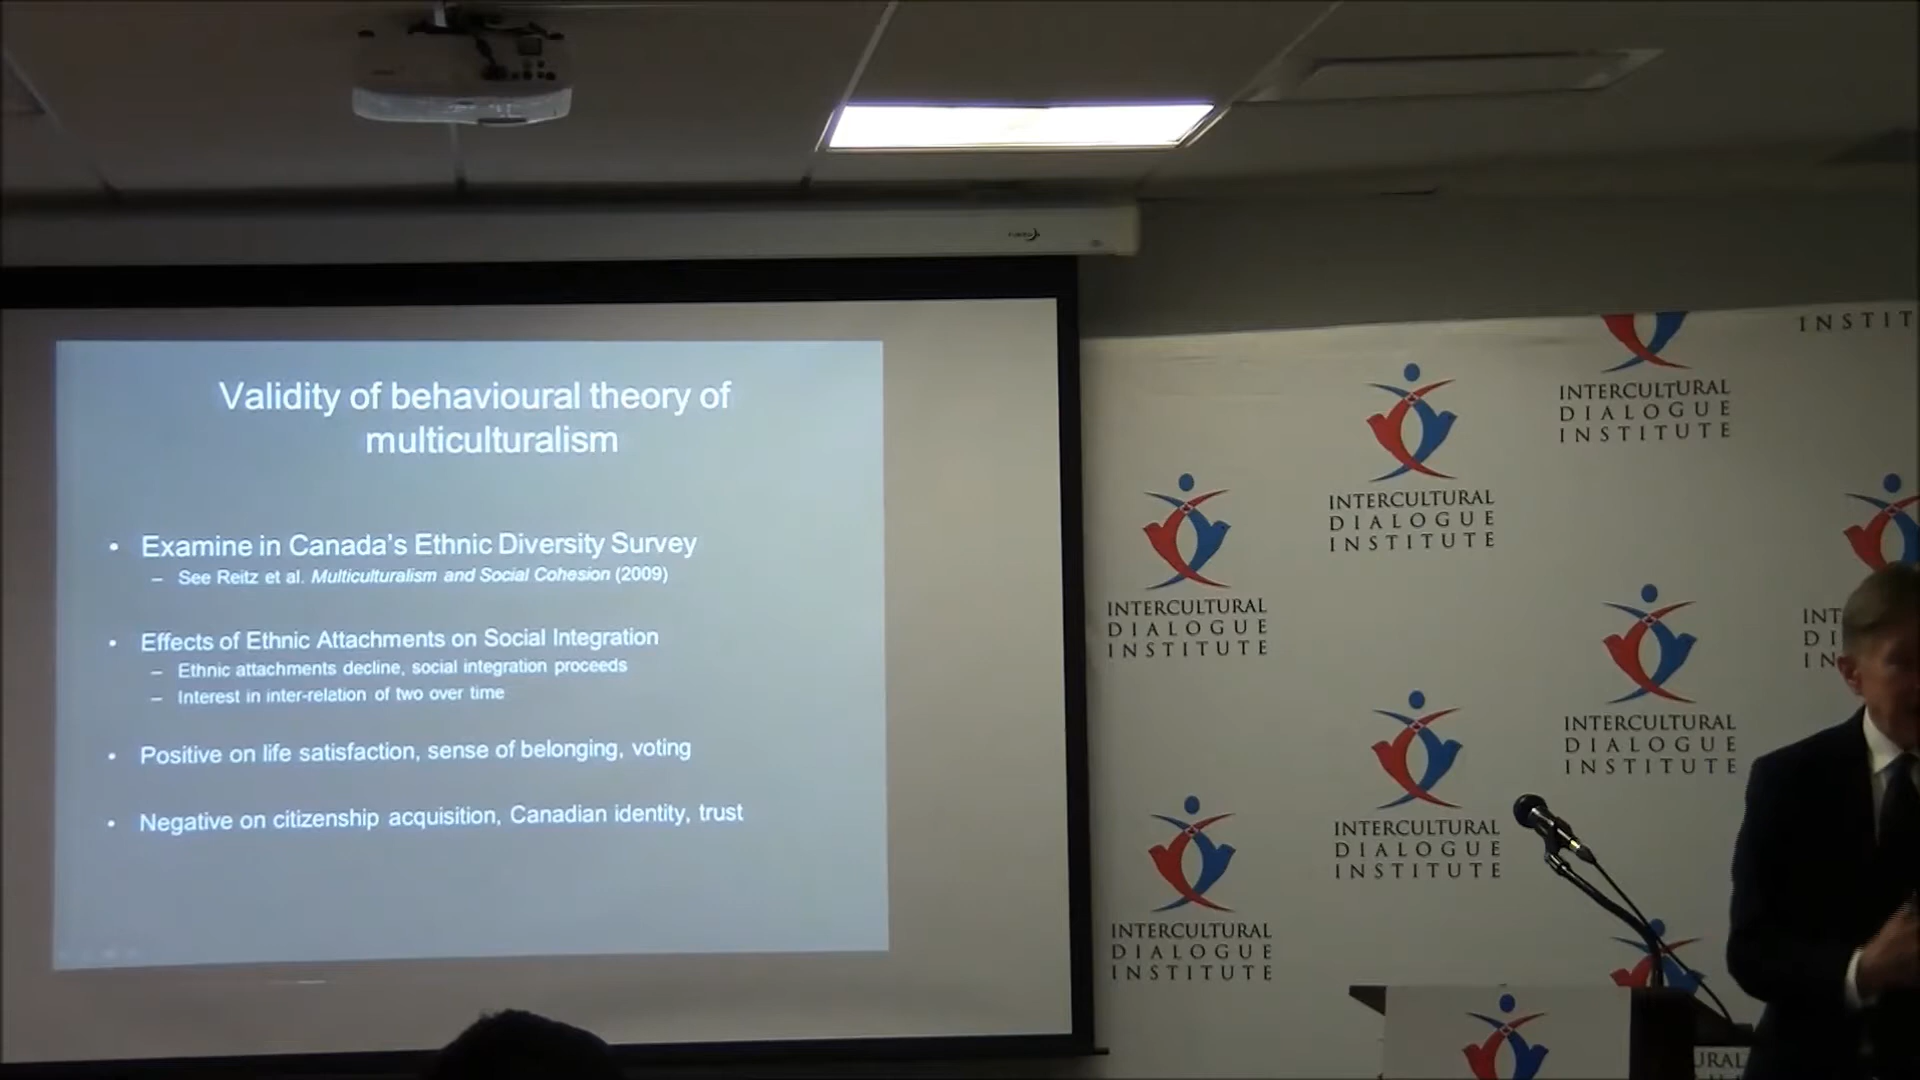 Validity of behavioural theory of
multiculturalism
• Examine in Canada's Ethnic Diversity Survey
– See Reitz et al. Multiculturalism and Social Cohesion (2009)
• Effects of Ethnic Attachments on Social Integration
– Ethnic attachments decline, social integration proceeds
– Interest in inter-relation of two over time
• Positive on life satisfaction, sense of belonging, voting
• Negative on citizenship acquisition, Canadian identity, trust
INSTIT
INTERCULTURAL
DIALOGUE
INSTITUTE
INTERCULTURAL
DIALOGUE
INSTITUTE
INTERCULTURAL
DIALOGUE
INSTITUTE
INT
DI
IN
INTERCULTURAL
DIALOGUE
INSTITUTE
INTERCULTURAL
DIALOGUE
INSTITUTE
INTERCULTURAL
DIALOGUE
INSTITUTE
URAL